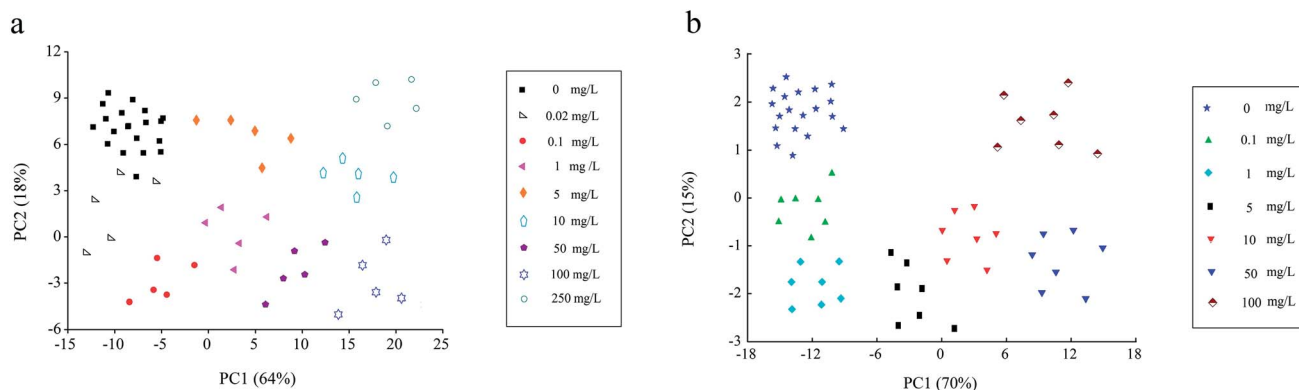 a
12
9
6
3
0
-3
-6
-15
-10
-5
0
5
10
15
20
25
PC2 (18%)
PC1 (64%)
0 mg/L
0.02 mg/L
0.1 mg/L
1 mg /L
5 mg/L
10 mg/L
50 mg/L
100 mg/L
250 mg/L
b
3
2
1
0
-1
-2
-3
-18
-12
-6
0
6
12
18
PC2 (15%)
PC1 (70%)
0 mg/L
0.1 mg/L
1 mg/L
5 mg/L
10 mg/L
50 mg/L
100 mg/L